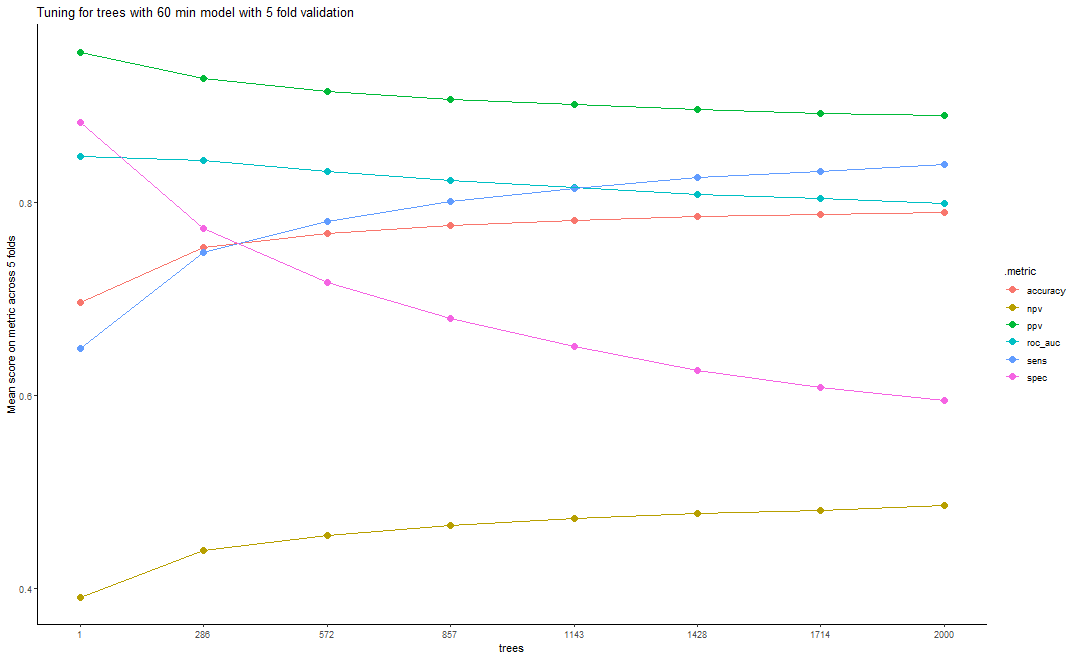 Tuning for trees with 60 min model with 5 fold validation
Mean score on metric across 5 folds
0.8
0.6
0.4
1 286 572 857 1143 1428 1714 2000
trees
.metric
accuracy
npv
ppv
roc_auc
sens
spec